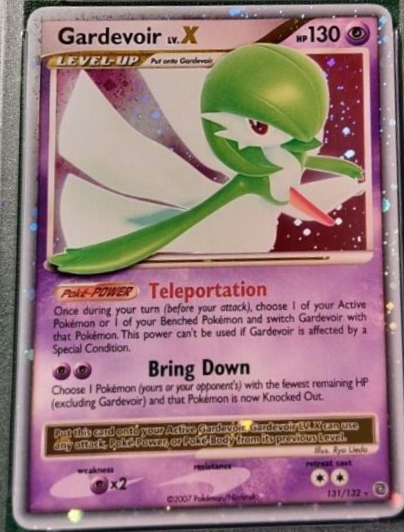 Gardevoir LV.X HP130
LEVEL-UP Put onto Gardevoir
Poké-POWER Teleportation
Once during your turn (before your attack), choose 1 of your Active
Pokémon or 1 of your Benched Pokémon and switch Gardevoir with
that Pokémon. This power can't be used if Gardevoir is affected by a
Special Condition.
Bring Down
Choose 1 Pokémon (yours or your opponent's) with the fewest remaining HP
(excluding Gardevoir) and that Pokémon is now Knocked Out.
Put this card onto your Active Gardevoir. Gardevoir LV.X can use
any attack, Poké-Power, or Poké-Body from its previous Level.
Illus. Ryo Ueda
weakness resistance retreat cost
x2
©2007 Pokémon/Nintendo 131/132